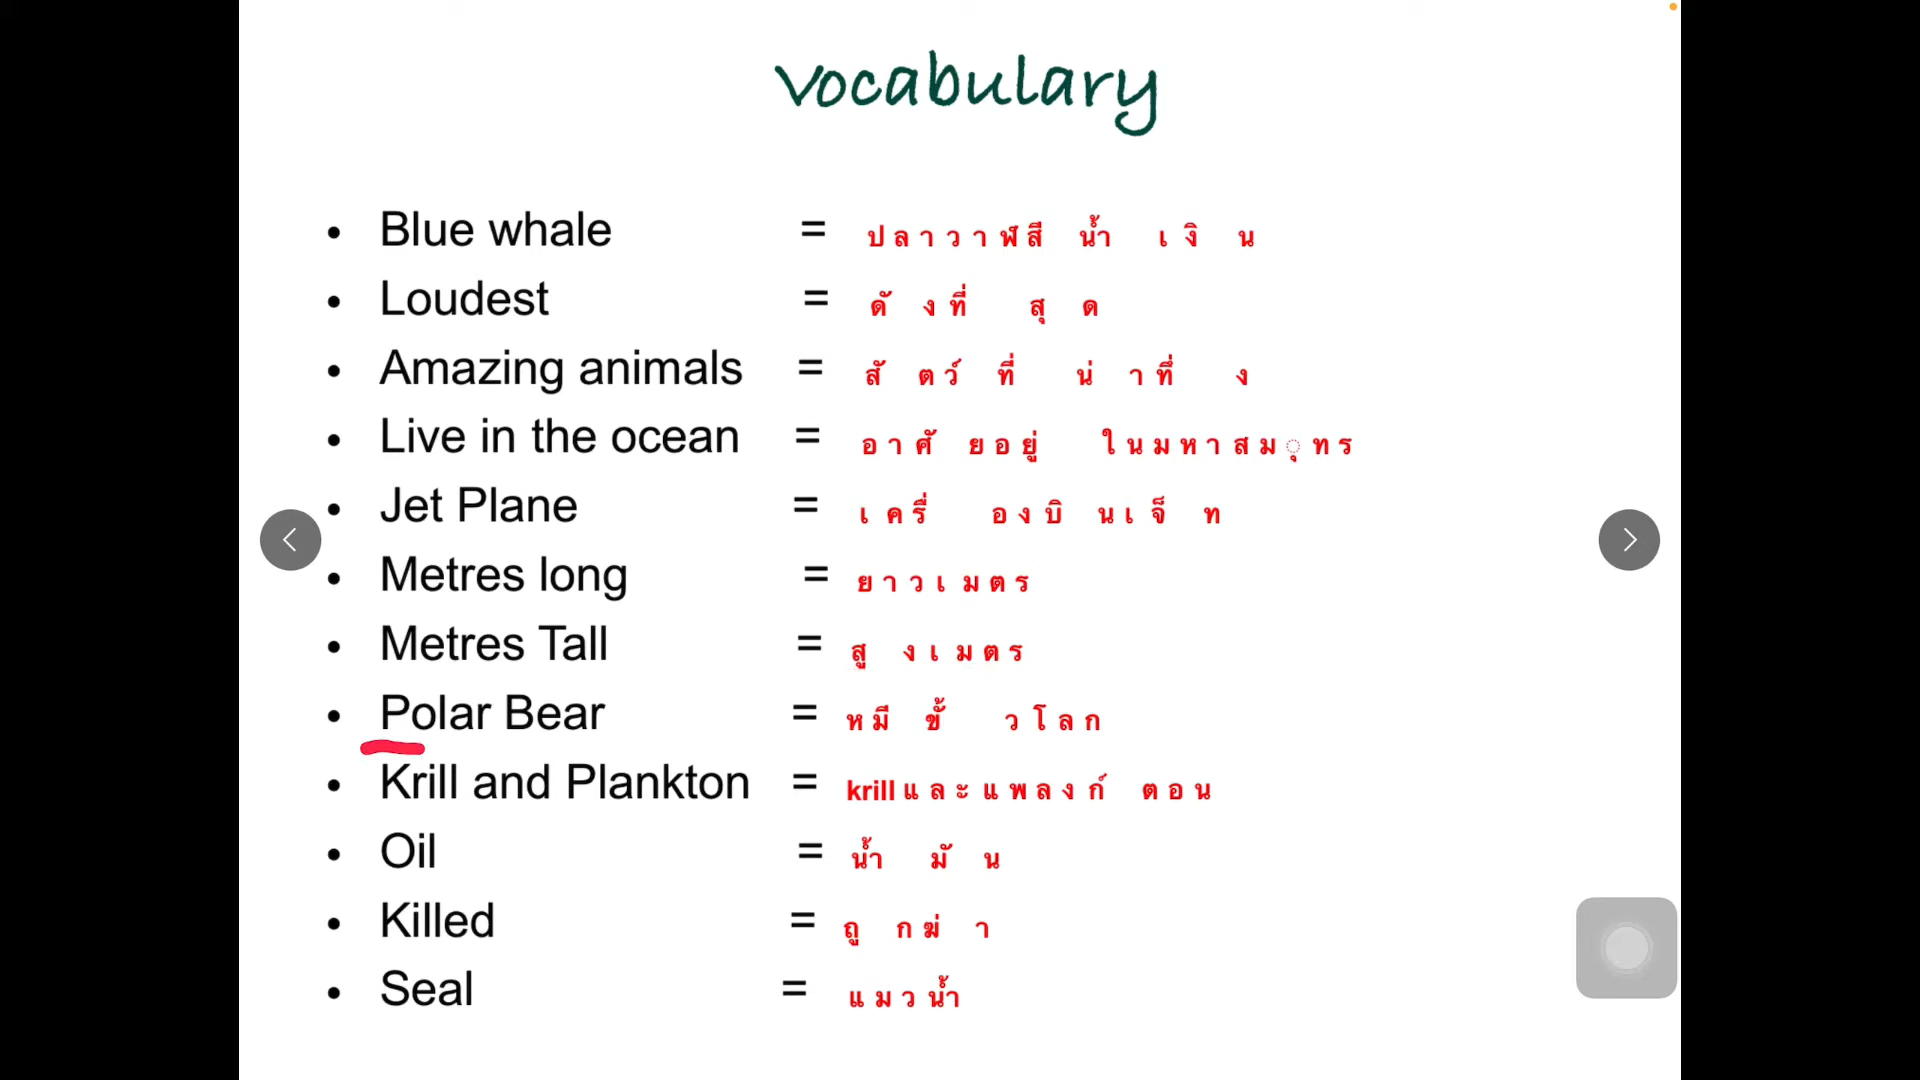 Vocabulary
• Blue whale = ปลาวาฬสีน้ำเงิน
• Loudest = ดังที่สุด
• Amazing animals = สัตว์ที่น่าทึ่ง
• Live in the ocean = อาศัยอยู่ในมหาสมุทร
• Jet Plane = เครื่องบินเจ็ท
• Metres long = ยาวเมตร
• Metres Tall = สูงเมตร
• Polar Bear = หมีขั้วโลก
• Krill and Plankton = krillและแพลงก์ตอน
• Oil = น้ำมัน
• Killed = ถูกฆ่า
• Seal = แมวน้ำ